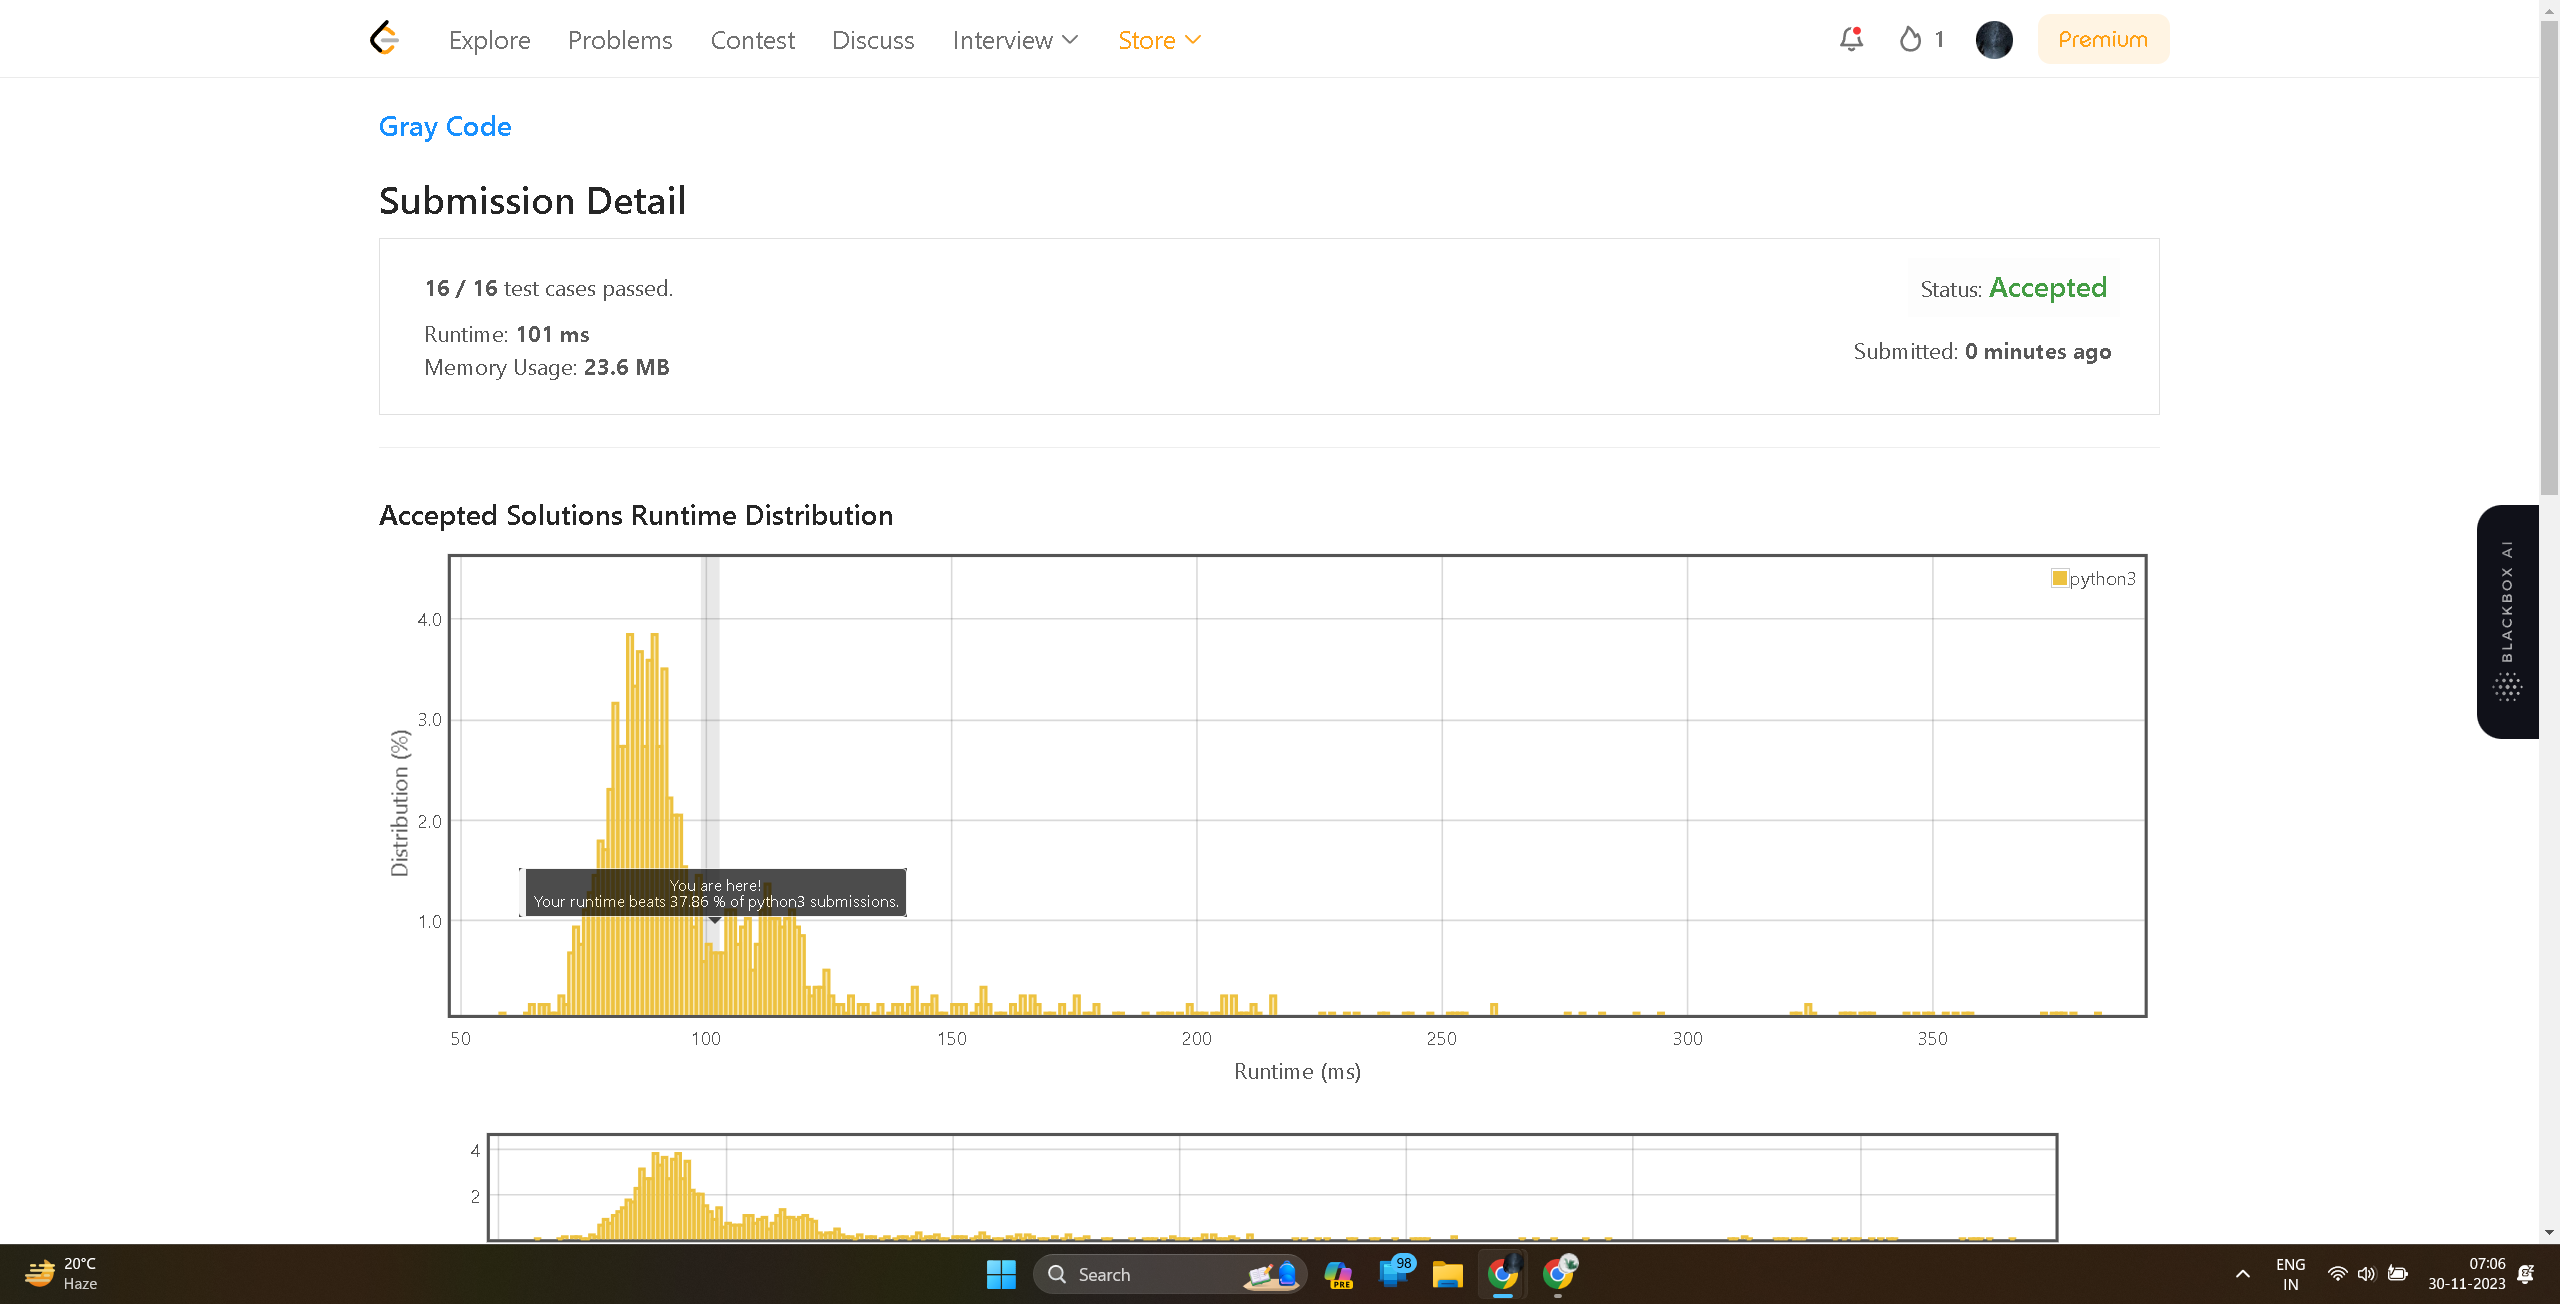 Explore Problems Contest Discuss Interview Store 1 Premium
Gray Code
Submission Detail
16 / 16 test cases passed.
Status: Accepted
Runtime: 101 ms
Submitted: 0 minutes ago
Memory Usage: 23.6 MB
Accepted Solutions Runtime Distribution
python3
4.0
3.0
2.0
1.0
Distribution (%)
You are here!
Your runtime beats 37.86 % of python3 submissions.
50 100 150 200 250 300 350
Runtime (ms)
4
2
BLACKBOX AI
20°C
Haze
Search
PRE
98
ENG
IN
07:06
30-11-2023